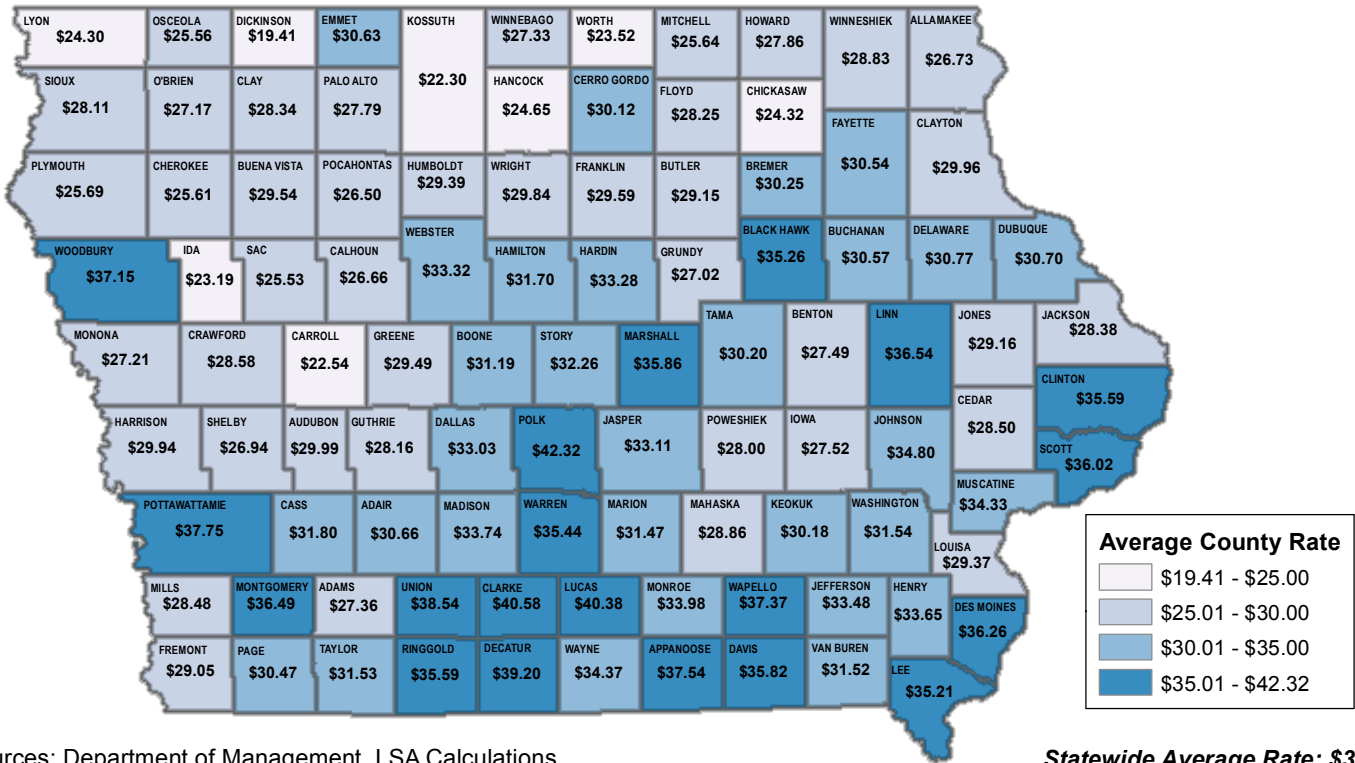 LYON
$24.30
OSCEOLA
$25.56
DICKINSON
$19.41
EMMET
$30.63
KOSSUTH
$22.30
WINNEBAGO
$27.33
WORTH
$23.52
MITCHELL
$25.64
HOWARD
$27.86
WINNESHIEK
$28.83
ALLAMAKEE
$26.73
SIOUX
$28.11
O'BRIEN
$27.17
CLAY
$28.34
PALO ALTO
$27.79
HANCOCK
$24.65
CERRO GORDO
$30.12
FLOYD
$28.25
CHICKASAW
$24.32
FAYETTE
$30.54
CLAYTON
$29.96
PLYMOUTH
$25.69
CHEROKEE
$25.61
BUENA VISTA
$29.54
POCAHONTAS
$26.50
HUMBOLDT
$29.39
WRIGHT
$29.84
FRANKLIN
$29.59
BUTLER
$29.15
BREMER
$30.25
WOODBURY
$37.15
IDA
$23.19
SAC
$25.53
CALHOUN
$26.66
WEBSTER
$33.32
HAMILTON
$31.70
HARDIN
$33.28
GRUNDY
$27.02
BLACK HAWK
$35.26
BUCHANAN
$30.57
DELAWARE
$30.77
DUBUQUE
$30.70
MONONA
$27.21
CRAWFORD
$28.58
CARROLL
$22.54
GREENE
$29.49
BOONE
$31.19
STORY
$32.26
MARSHALL
$35.86
TAMA
$30.20
BENTON
$27.49
LINN
$36.54
JONES
$29.16
JACKSON
$28.38
CLINTON
$35.59
HARRISON
$29.94
SHELBY
$26.94
AUDUBON
$29.99
GUTHRIE
$28.16
DALLAS
$33.03
POLK
$42.32
JASPER
$33.11
POWESHIEK
$28.00
IOWA
$27.52
JOHNSON
$34.80
CEDAR
$28.50
SCOTT
$36.02
MUSCATINE
$34.33
POTTAWATTAMIE
$37.75
CASS
$31.80
ADAIR
$30.66
MADISON
$33.74
WARREN
$35.44
MARION
$31.47
MAHASKA
$28.86
KEOKUK
$30.18
WASHINGTON
$31.54
LOUISA
$29.37
MILLS
$28.48
MONTGOMERY
$36.49
ADAMS
$27.36
UNION
$38.54
CLARKE
$40.58
LUCAS
$40.38
MONROE
$33.98
WAPELLO
$37.37
JEFFERSON
$33.48
HENRY
$33.65
DES MOINES
$36.26
FREMONT
$29.05
PAGE
$30.47
TAYLOR
$31.53
RINGGOLD
$35.59
DECATUR
$39.20
WAYNE
$34.37
APPANOOSE
$37.54
DAVIS
$35.82
VAN BUREN
$31.52
LEE
$35.21
Average County Rate
$19.41 - $25.00
$25.01 - $30.00
$30.01 - $35.00
$35.01 - $42.32
urces: Department of Management, LSA Calculations
Statewide Average Rate: $3